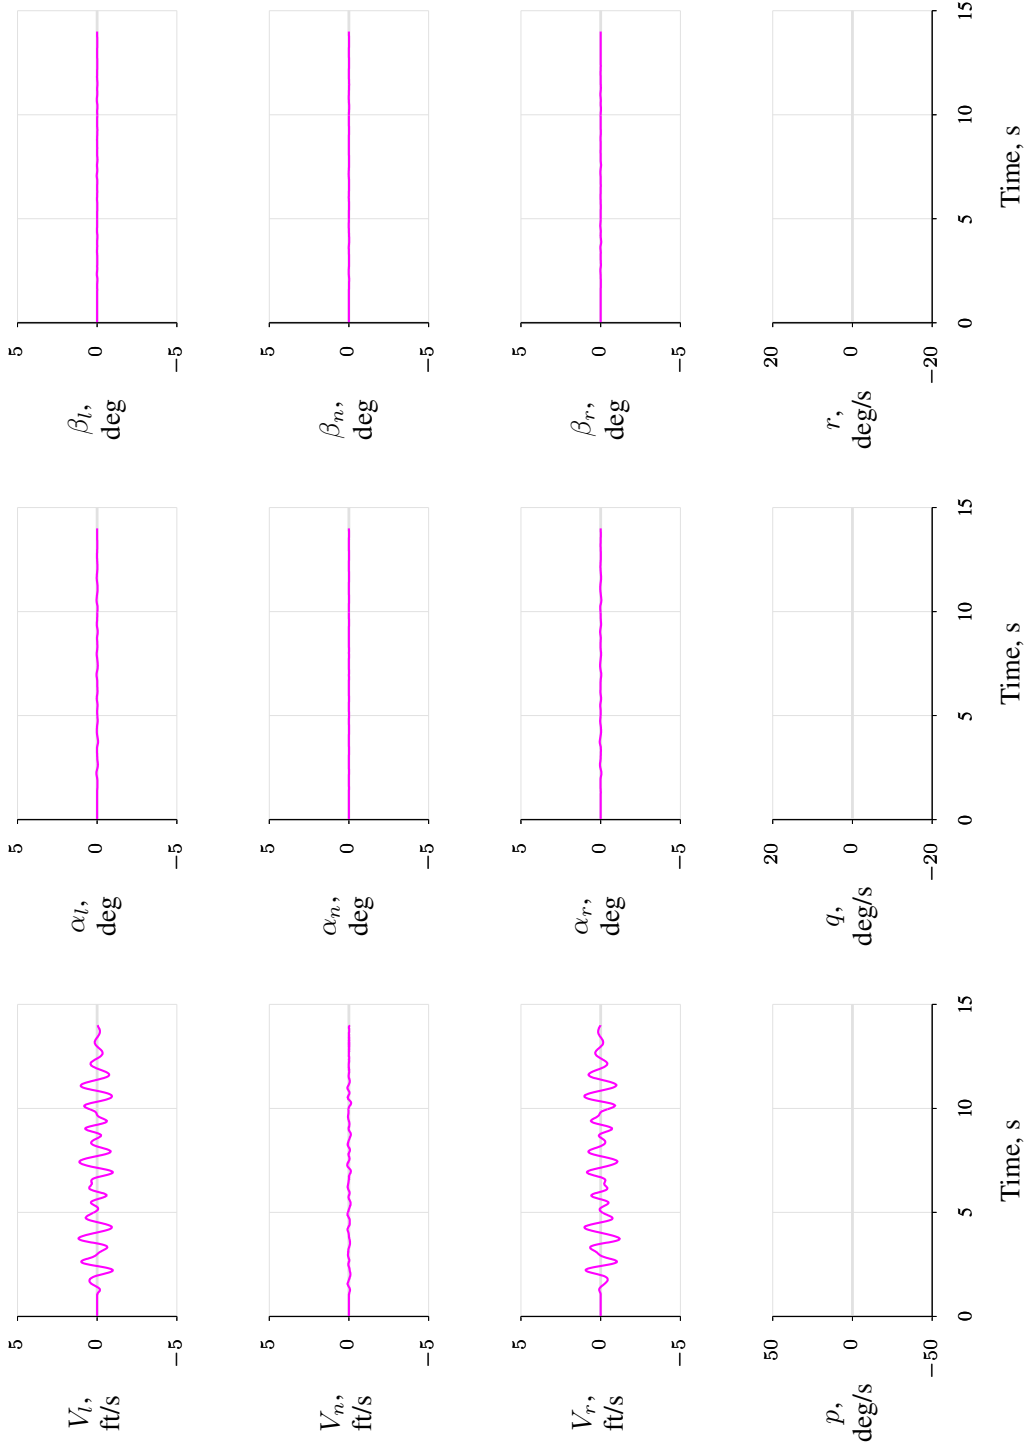 V_l,
ft/s
5
0
−5
α_l,
deg
5
0
−5
β_l,
deg
5
0
−5
V_n,
ft/s
5
0
−5
α_n,
deg
5
0
−5
β_n,
deg
5
0
−5
V_r,
ft/s
5
0
−5
α_r,
deg
5
0
−5
β_r,
deg
5
0
−5
p,
deg/s
50
0
−50
0 5 10 15
Time, s
q,
deg/s
20
0
−20
0 5 10 15
Time, s
r,
deg/s
20
0
−20
0 5 10 15
Time, s